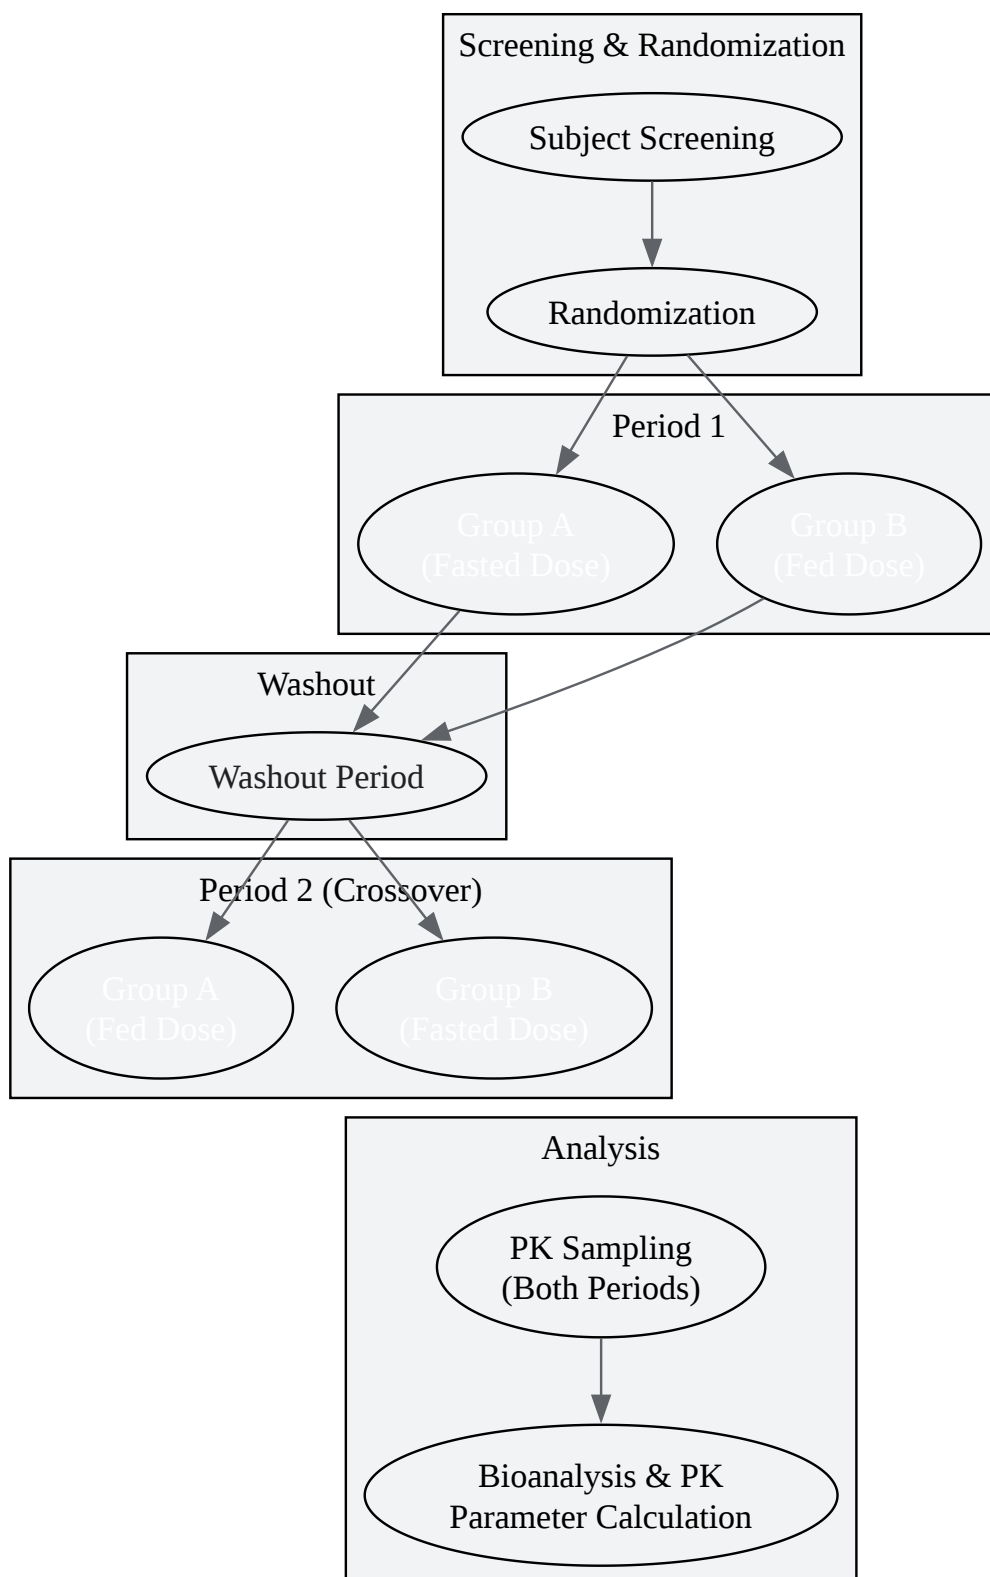 Screening & Randomization
Subject Screening
Randomization
Period 1
Group A
(Fasted Dose)
Group B
(Fed Dose)
Washout
Washout Period
Period 2 (Crossover)
Group A
(Fed Dose)
Group B
(Fasted Dose)
Analysis
PK Sampling
(Both Periods)
Bioanalysis & PK
Parameter Calculation